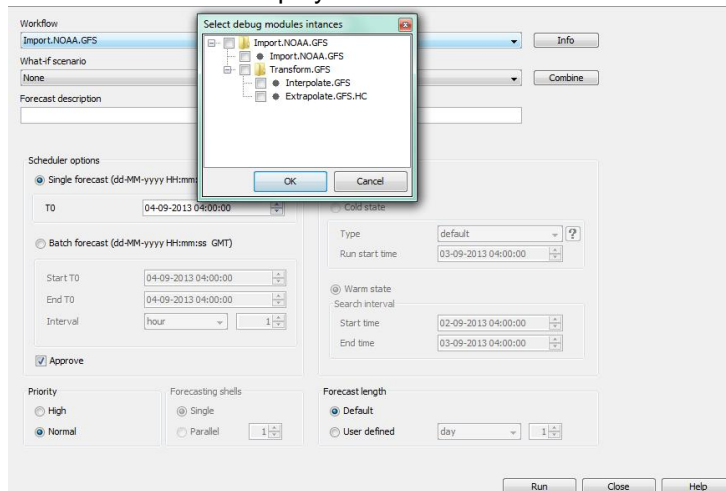 Workflow
Import.NOAA.GFS
Info
What-if scenario
None
Combine
Forecast description
Select debug modules intances
Import.NOAA.GFS
Import.NOAA.GFS
Transform.GFS
Interpolate.GFS
Extrapolate.GFS.HC
OK Cancel
Scheduler options
Single forecast (dd-MM-yyyy HH:mm:
T0 04-09-2013 04:00:00
Batch forecast (dd-MM-yyyy HH:mm:ss GMT)
Start T0 04-09-2013 04:00:00
End T0 04-09-2013 04:00:00
Interval hour 1
Approve
Cold state
Type default ?
Run start time 03-09-2013 04:00:00
Warm state
Search interval
Start time 02-09-2013 04:00:00
End time 03-09-2013 04:00:00
Priority
High
Normal
Forecasting shells
Single
Parallel 1
Forecast length
Default
User defined day 1
Run Close Help